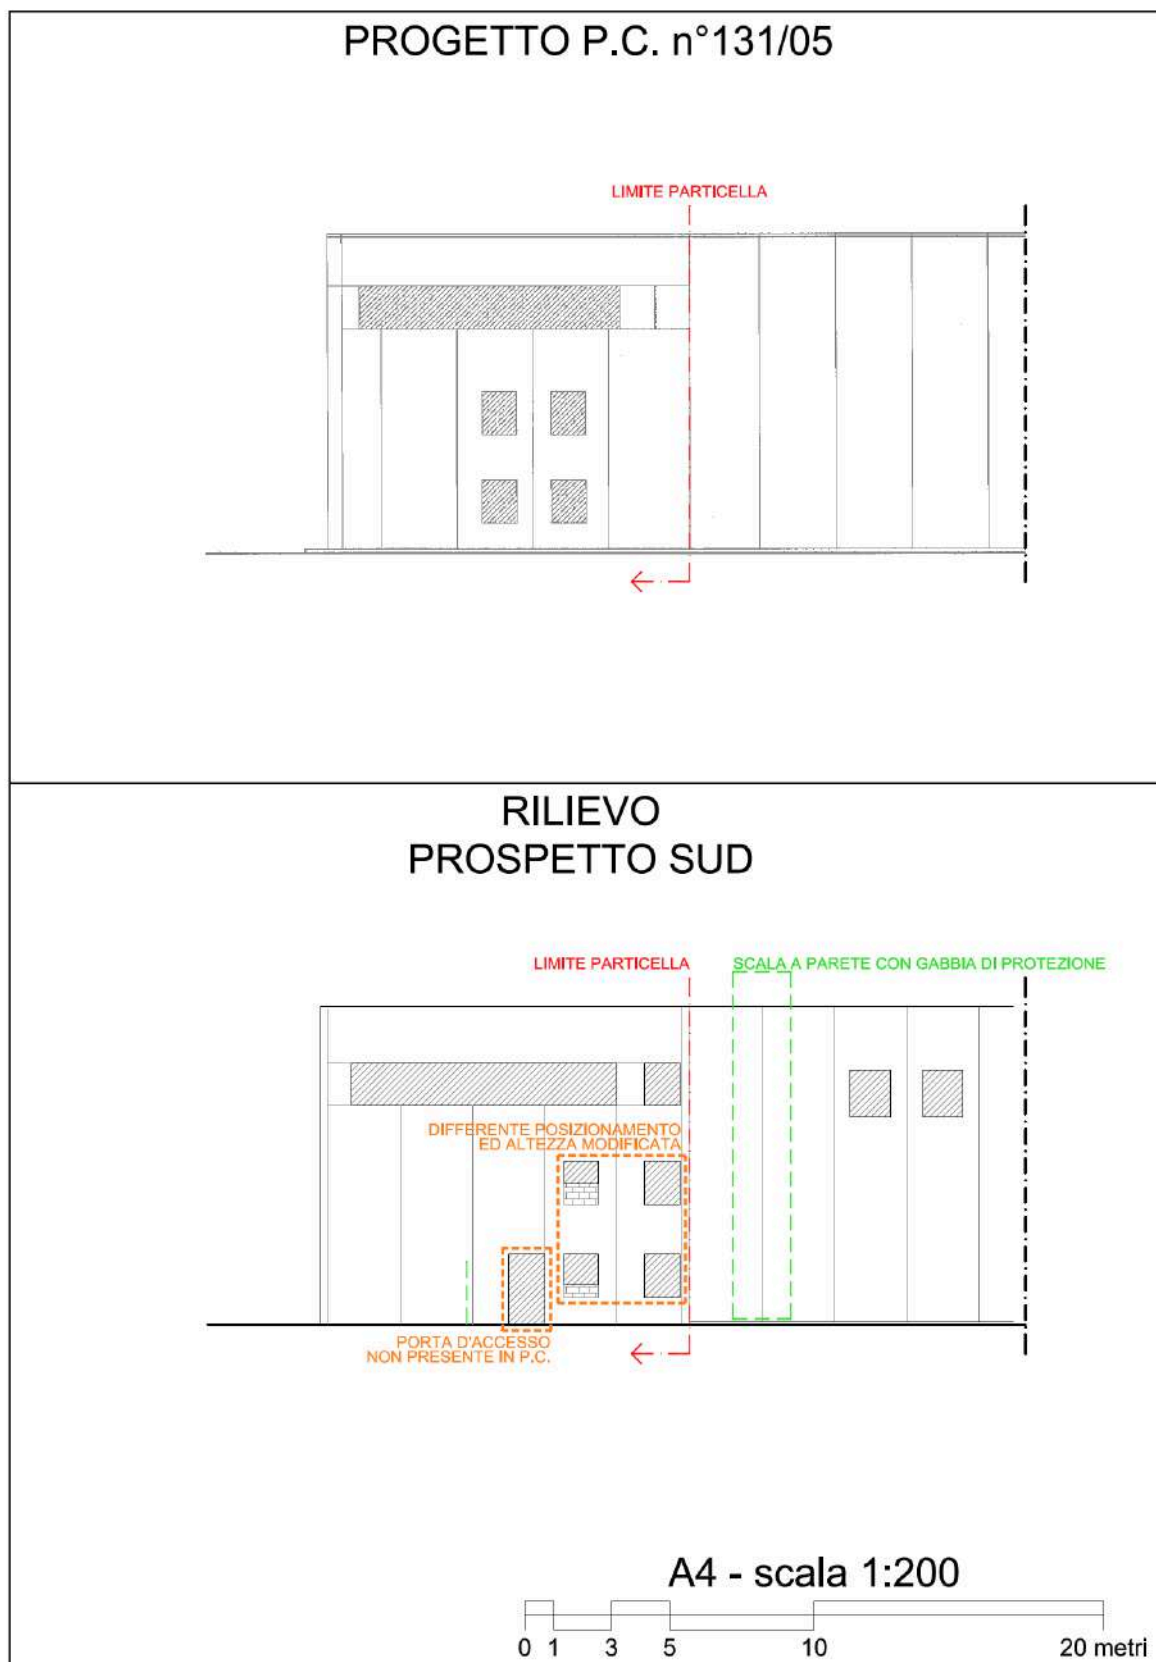 PROGETTO P.C. n°131/05
LIMITE PARTICELLA
RILIEVO
PROSPETTO SUD
LIMITE PARTICELLA
SCALA A PARETE CON GABBIA DI PROTEZIONE
DIFFERENTE POSIZIONAMENTO
ED ALTEZZA MODIFICATA
PORTA D'ACCESSO
NON PRESENTE IN P.C.
A4 - scala 1:200
0 1 3 5 10 20 metri